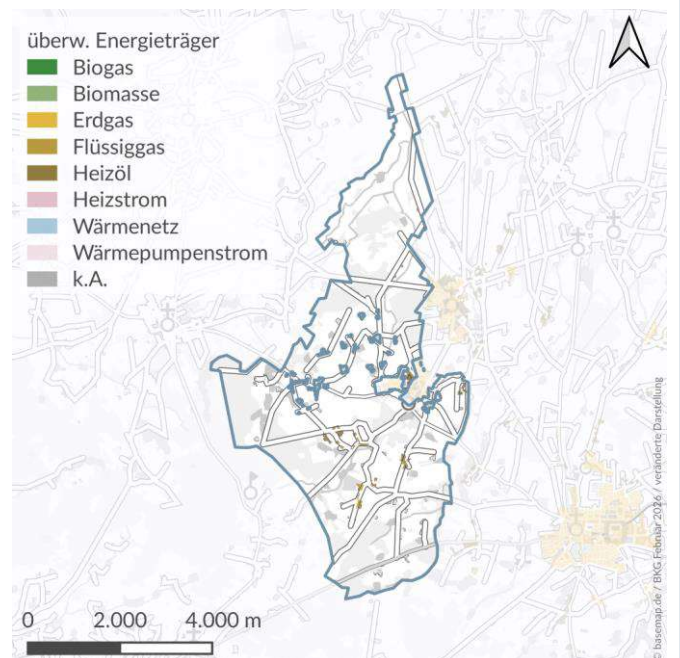 überw. Energieträger
Biogas
Biomasse
Erdgas
Flüssiggas
Heizöl
Heizstrom
Wärmenetz
Wärmepumpenstrom
k.A.
0 2.000 4.000 m
© basemap.de / BKG Februar 2026 / veränderte Darstellung